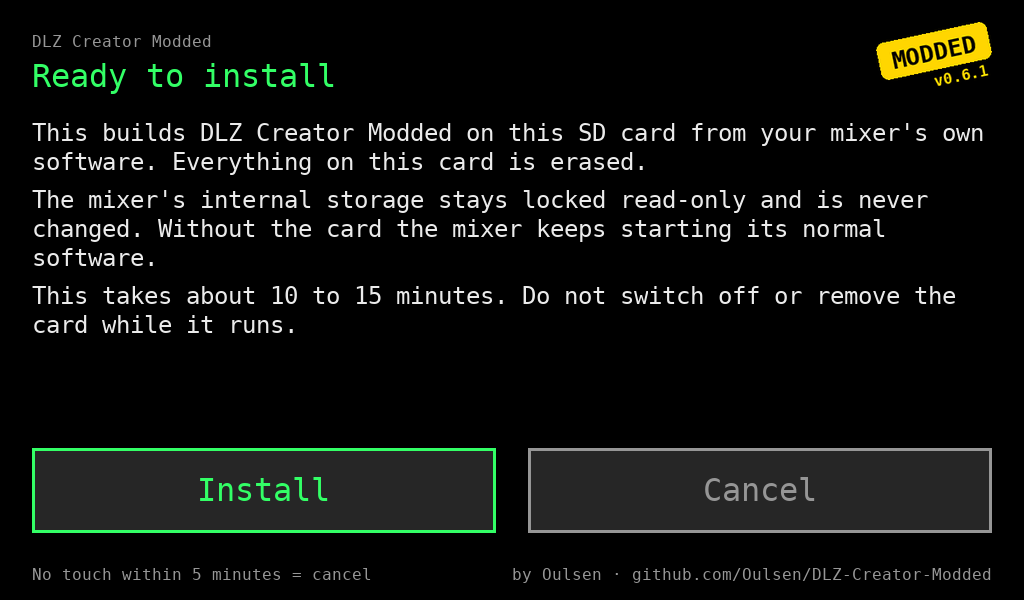 DLZ Creator Modded
Ready to install
MODDED
v0.6.1
This builds DLZ Creator Modded on this SD card from your mixer's own
software. Everything on this card is erased.
The mixer's internal storage stays locked read-only and is never
changed. Without the card the mixer keeps starting its normal
software.
This takes about 10 to 15 minutes. Do not switch off or remove the
card while it runs.
Install
Cancel
No touch within 5 minutes = cancel
by Oulsen · github.com/Oulsen/DLZ-Creator-Modded